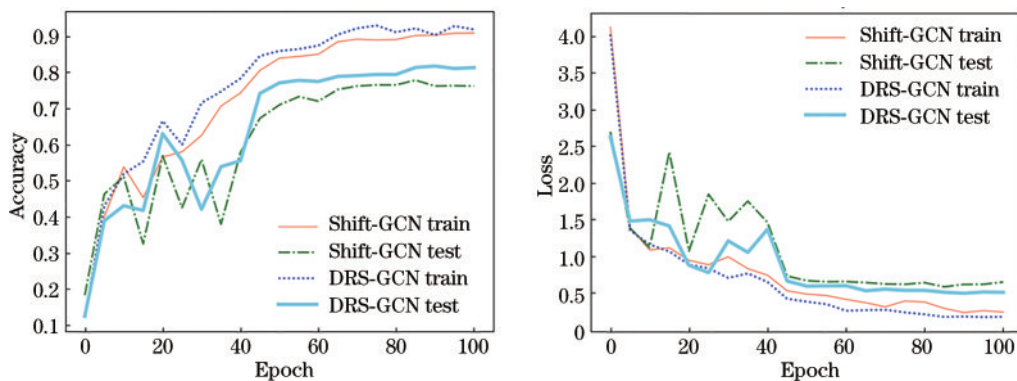 0.9
0.8
0.7
0.6
0.5
0.4
0.3
0.2
0.1
Accuracy
0 20 40 60 80 100
Epoch
Shift-GCN train
Shift-GCN test
DRS-GCN train
DRS-GCN test
4.0
3.5
3.0
2.5
2.0
1.5
1.0
0.5
0
Loss
0 20 40 60 80 100
Epoch
Shift-GCN train
Shift-GCN test
DRS-GCN train
DRS-GCN test